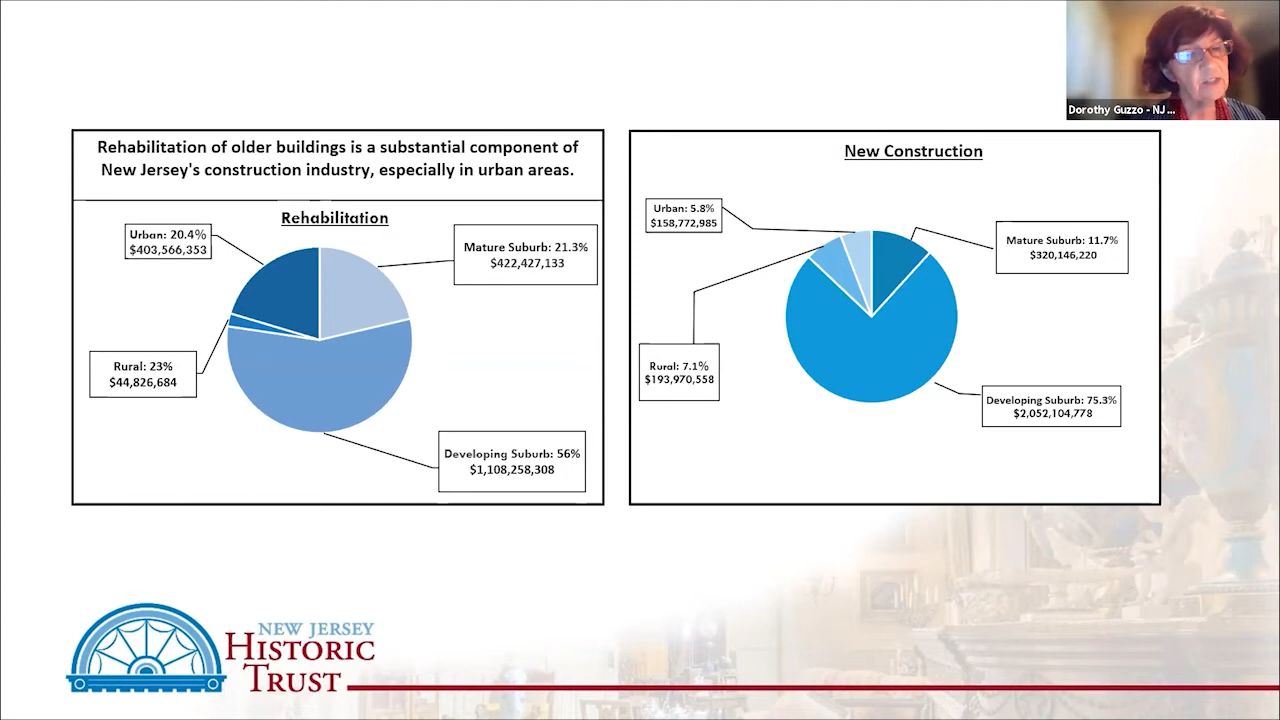 Dorothy Guzzo - NJ ...
Rehabilitation of older buildings is a substantial component of
New Jersey's construction industry, especially in urban areas.
Rehabilitation
Urban: 20.4%
$403,566,353
Mature Suburb: 21.3%
$422,427,133
Rural: 23%
$44,826,684
Developing Suburb: 56%
$1,108,258,308
New Construction
Urban: 5.8%
$158,772,985
Mature Suburb: 11.7%
$320,146,220
Rural: 7.1%
$193,970,558
Developing Suburb: 75.3%
$2,052,104,778
NEW JERSEY
HISTORIC
TRUST